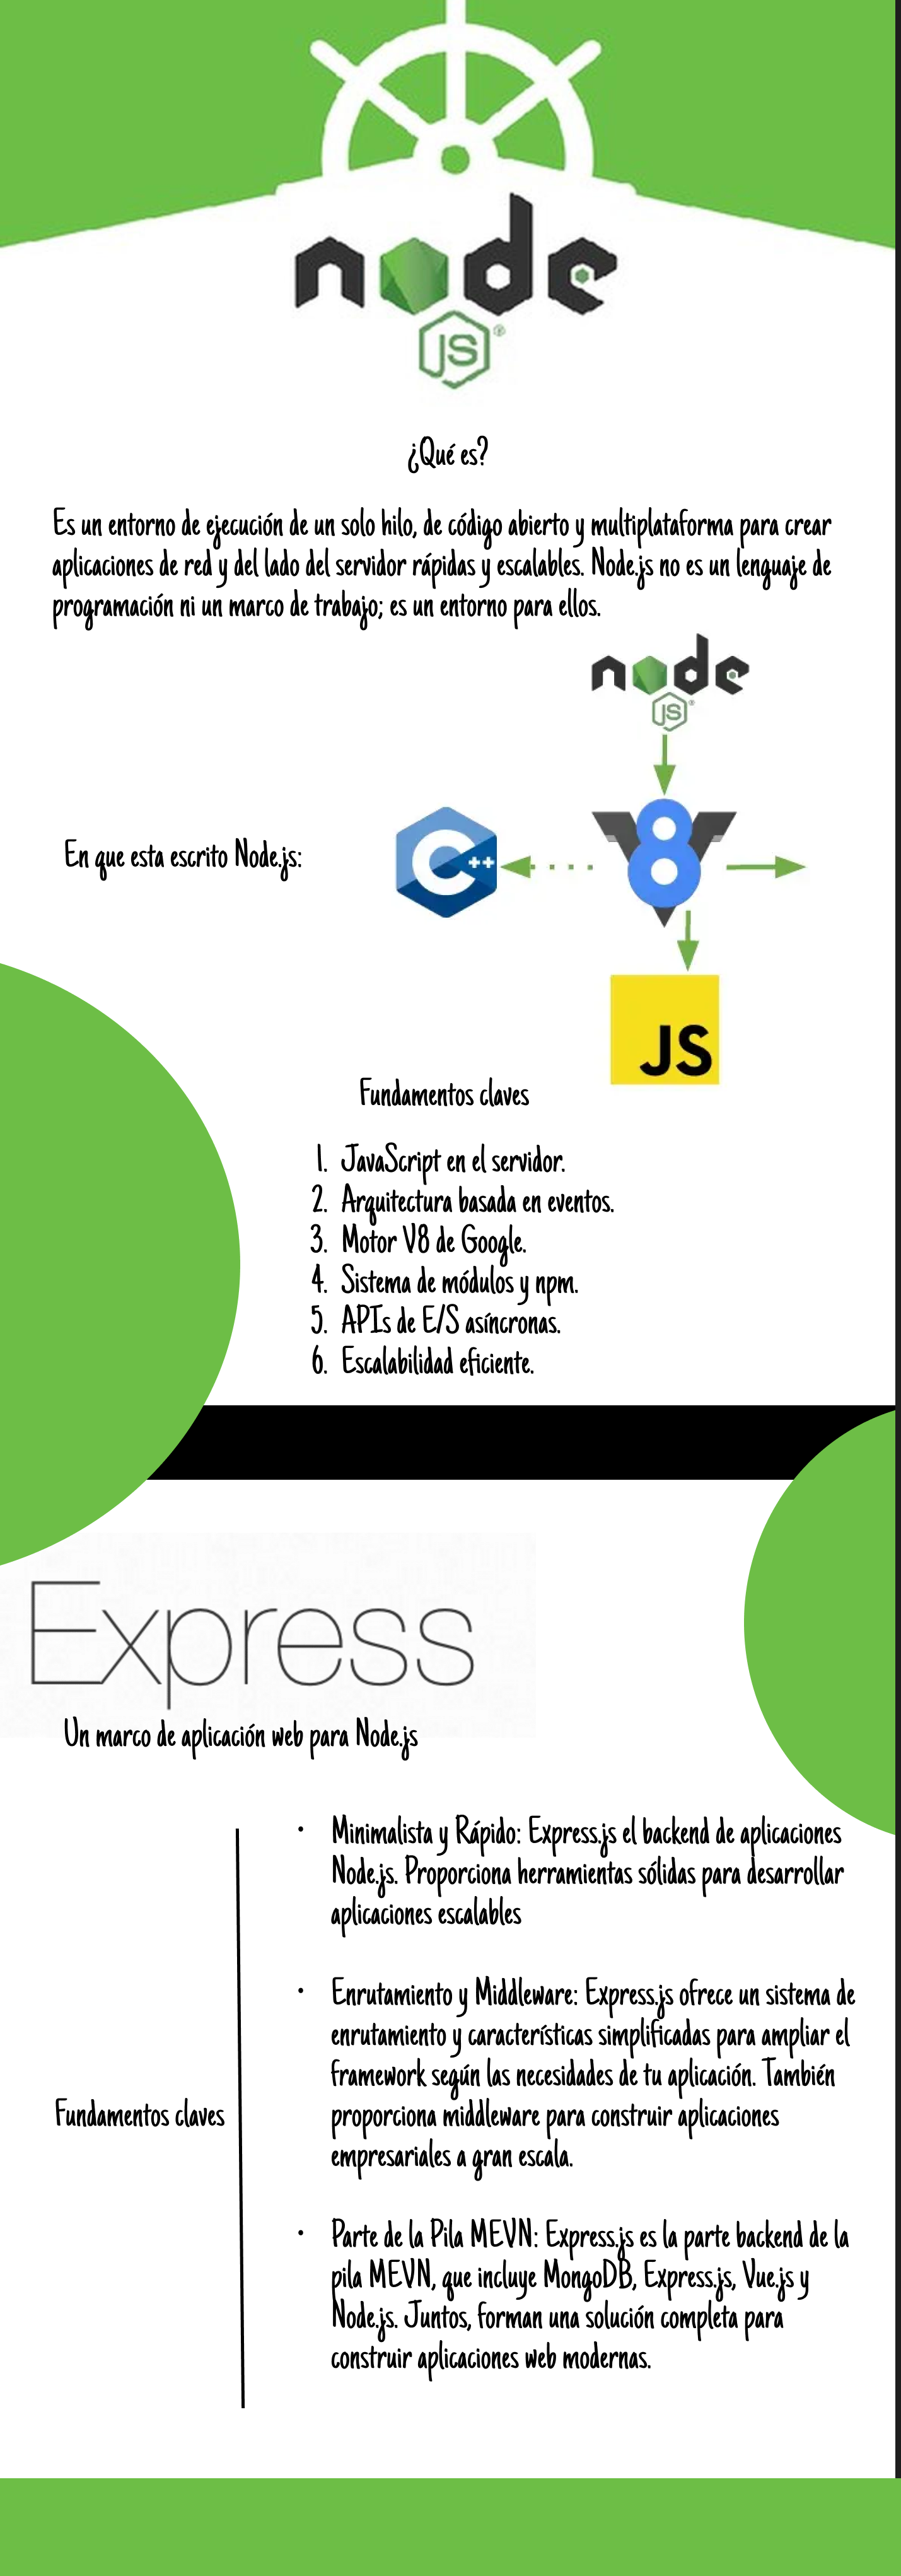 node
JS
¿Qué es?
Es un entorno de ejecución de un solo hilo, de código abierto y multiplataforma para crear
aplicaciones de red y del lado del servidor rápidas y escalables. Node.js no es un lenguaje de
programación ni un marco de trabajo; es un entorno para ellos.
node
JS
En que esta escrito Node.js:
C++
V8
JS
Fundamentos claves
1. JavaScript en el servidor.
2. Arquitectura basada en eventos.
3. Motor V8 de Google.
4. Sistema de módulos y npm.
5. APIs de E/S asíncronas.
6. Escalabilidad eficiente.
Express
Un marco de aplicación web para Node.js
Fundamentos claves
• Minimalista y Rápido: Express.js el backend de aplicaciones
Node.js. Proporciona herramientas sólidas para desarrollar
aplicaciones escalables
• Enrutamiento y Middleware: Express.js ofrece un sistema de
enrutamiento y características simplificadas para ampliar el
framework según las necesidades de tu aplicación. También
proporciona middleware para construir aplicaciones
empresariales a gran escala.
• Parte de la Pila MEVN: Express.js es la parte backend de la
pila MEVN, que incluye MongoDB, Express.js, Vue.js y
Node.js. Juntos, forman una solución completa para
construir aplicaciones web modernas.